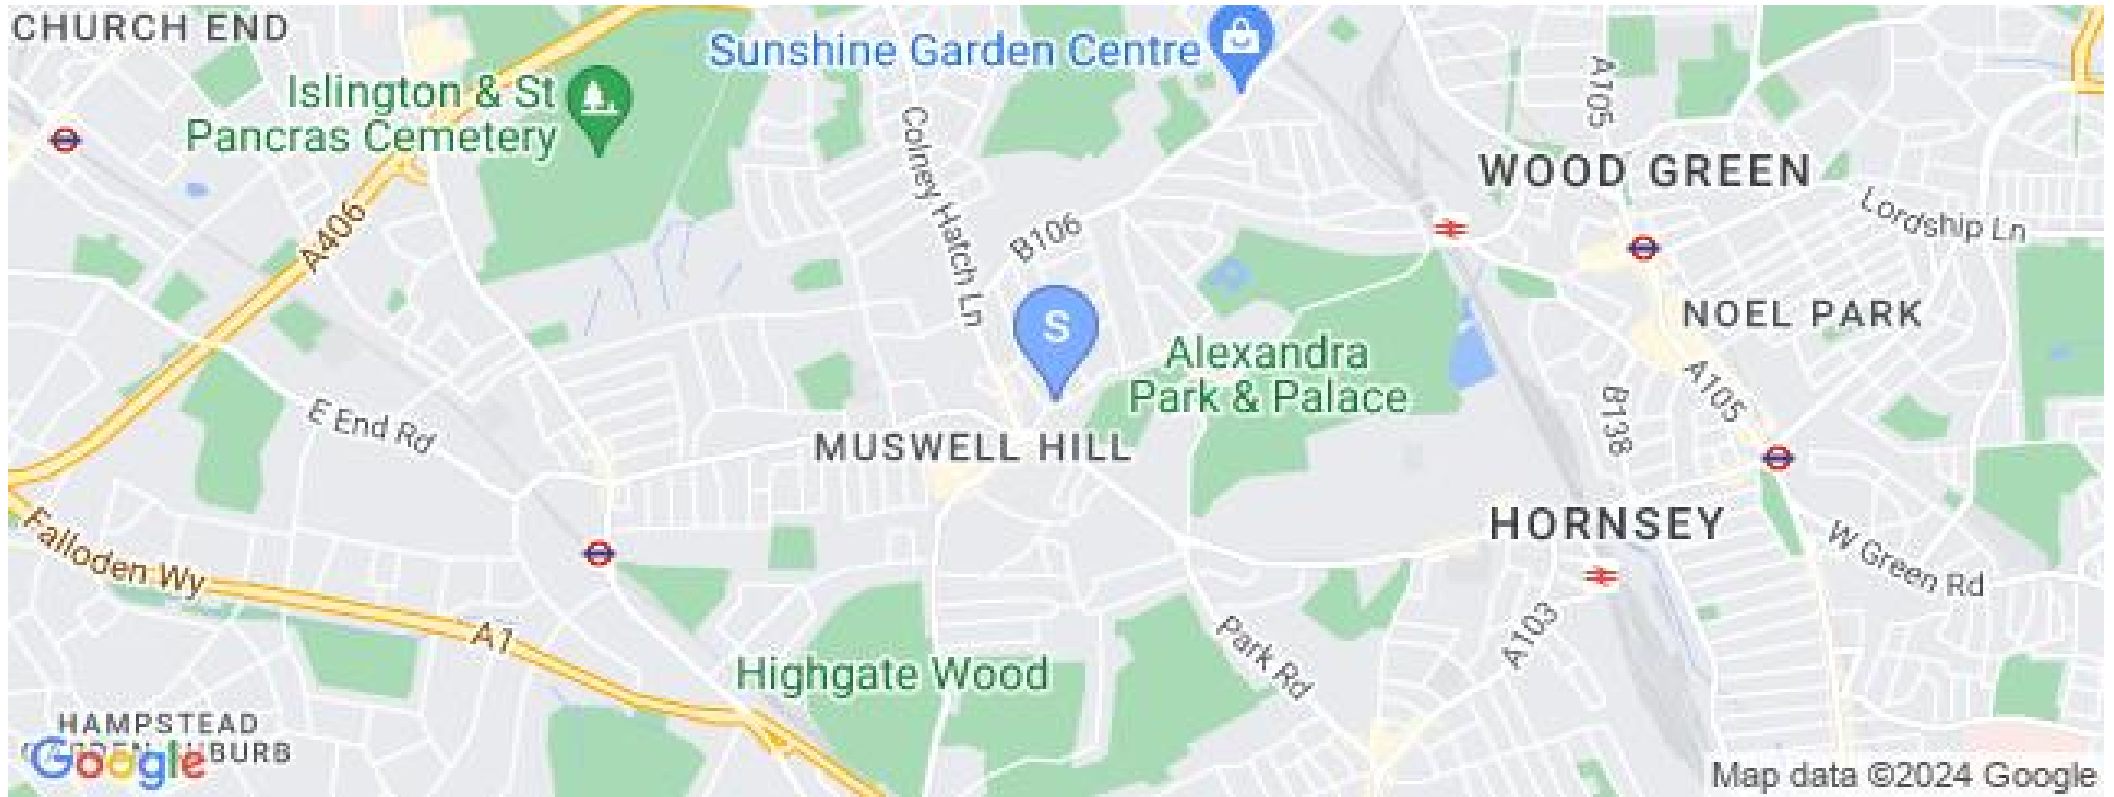 CHURCH END
Sunshine Garden Centre
Islington & St
Pancras Cemetery
A105
Colney Hatch Ln
WOOD GREEN
Lordship Ln
A406
B106
NOEL PARK
S
Alexandra
Park & Palace
A105
B138
E End Rd
MUSWELL HILL
HORNSEY
Falloden Wy
W Green Rd
A1
A103
Park Rd
Highgate Wood
HAMPSTEAD
Google
Map data ©2024 Google